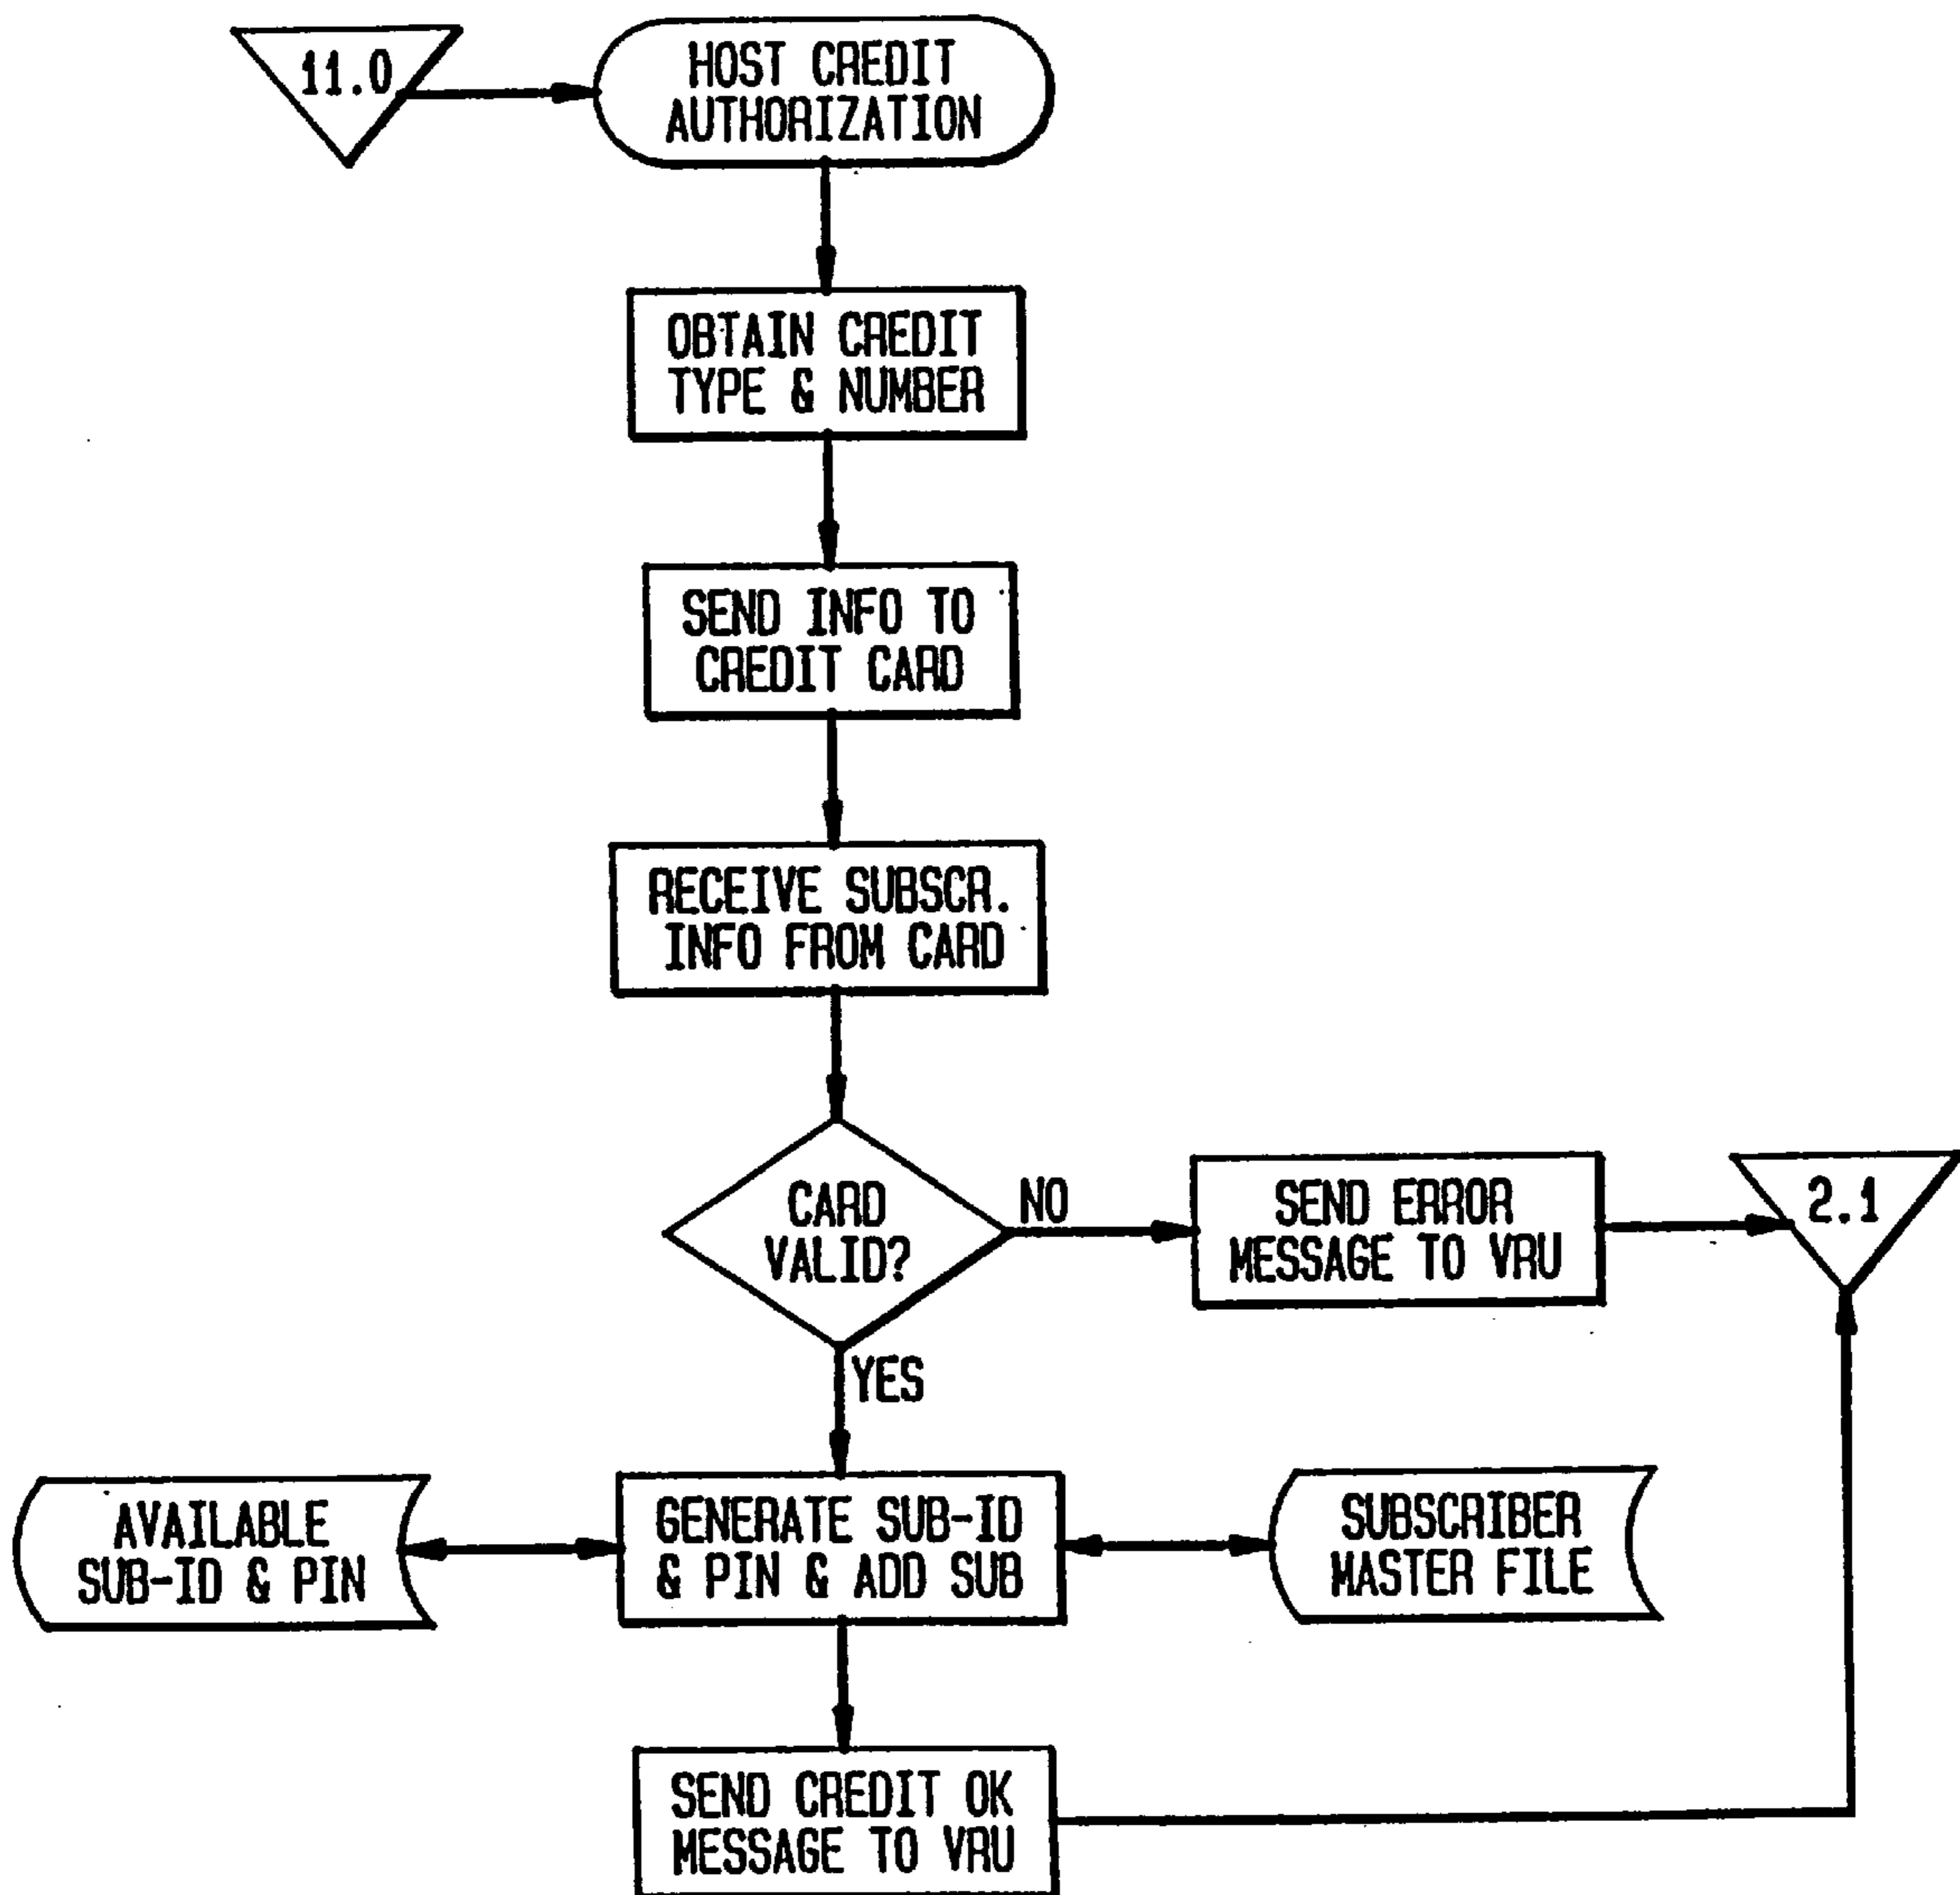 11.0
HOST CREDIT
AUTHORIZATION
OBTAIN CREDIT
TYPE & NUMBER
SEND INFO TO
CREDIT CARD
RECEIVE SUBSCR.
INFO FROM CARD
CARD
VALID?
NO
SEND ERROR
MESSAGE TO VRU
2.1
YES
AVAILABLE
SUB-ID & PIN
GENERATE SUB-ID
& PIN & ADD SUB
SUBSCRIBER
MASTER FILE
SEND CREDIT OK
MESSAGE TO VRU